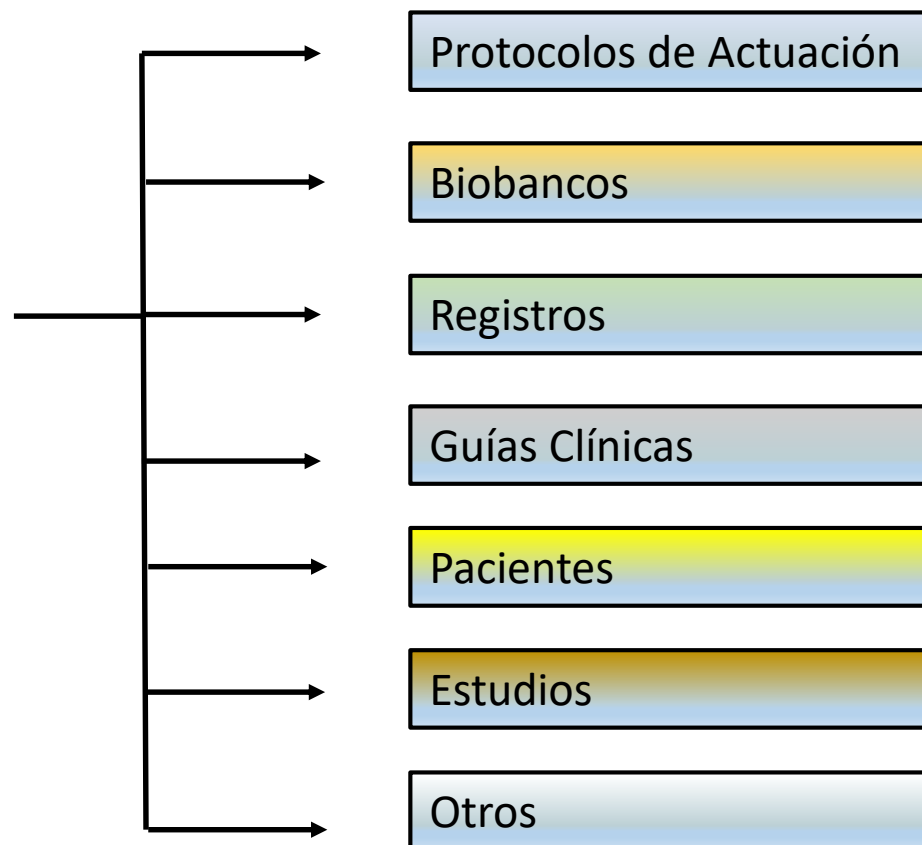 Protocolos de Actuación
Biobancos
Registros
Guías Clínicas
Pacientes
Estudios
Otros